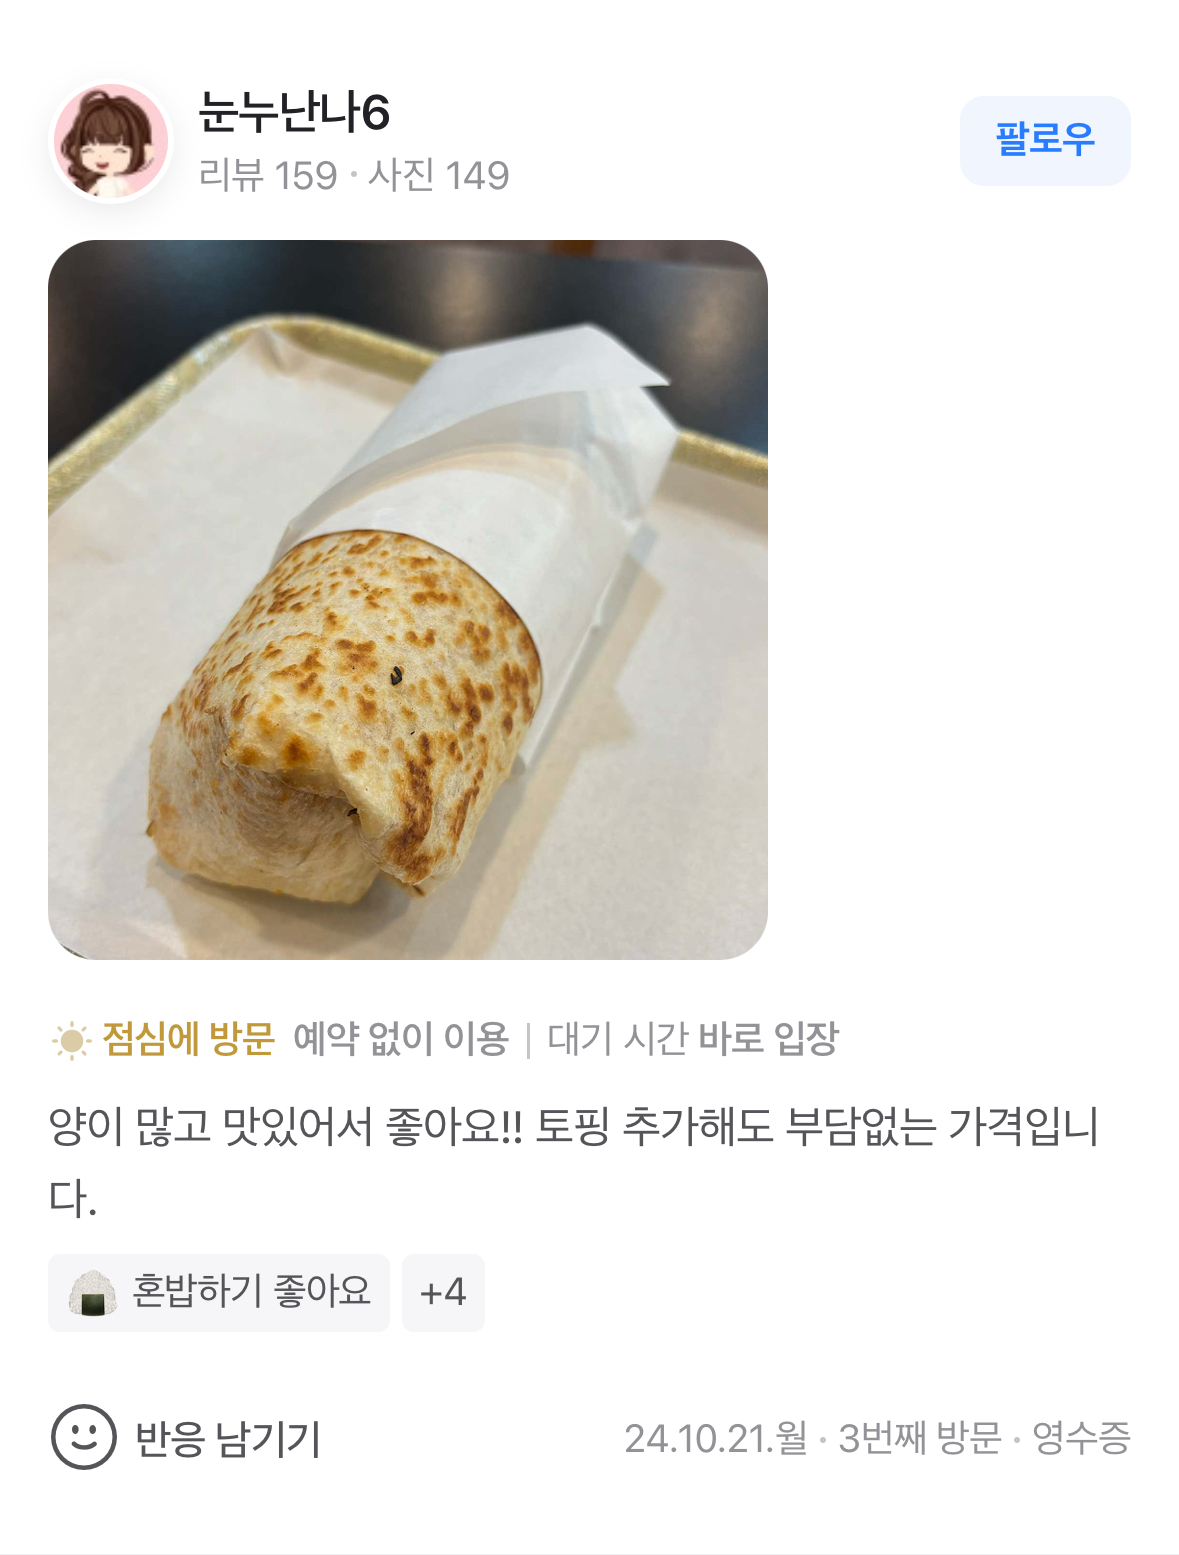 눈누난나6
리뷰 159 · 사진 149
팔로우
점심에 방문 예약 없이 이용 | 대기 시간 바로 입장
양이 많고 맛있어서 좋아요!! 토핑 추가해도 부담없는 가격입니
다.
혼밥하기 좋아요 +4
반응 남기기 24.10.21.월 · 3번째 방문 · 영수증